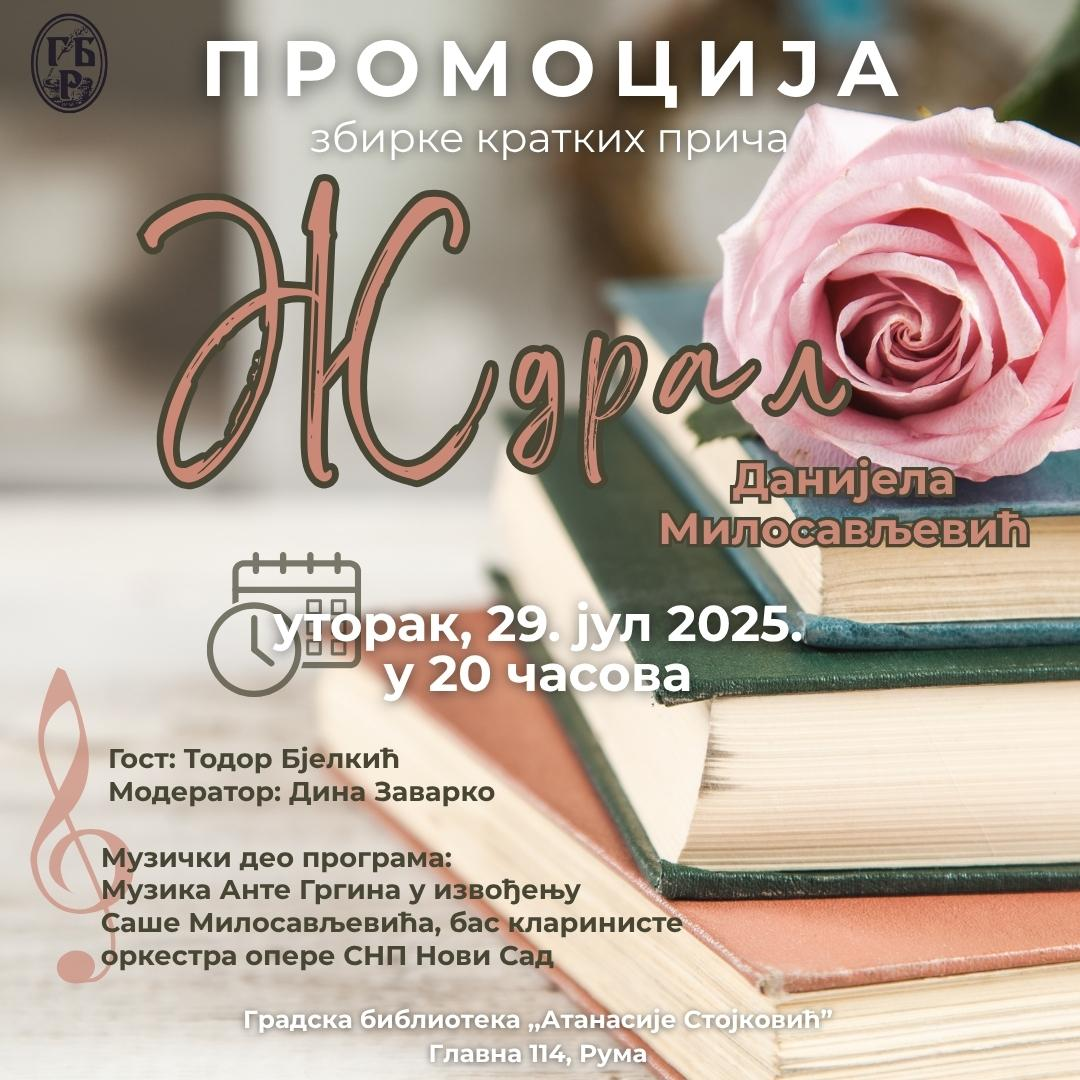 ГБ
Р
ПРОМОЦИЈА
збирке кратких прича
Ждрал
Данијела
Милосављевић
уторак, 29. јул 2025.
у 20 часова
Гост: Тодор Бјелкић
Модератор: Дина Заварко
Музички део програма:
Музика Анте Гргина у извођењу
Саше Милосављевића, бас кларинисте
оркестра опере СНП Нови Сад
Градска библиотека „Атанасије Стојковић”
Главна 114, Рума